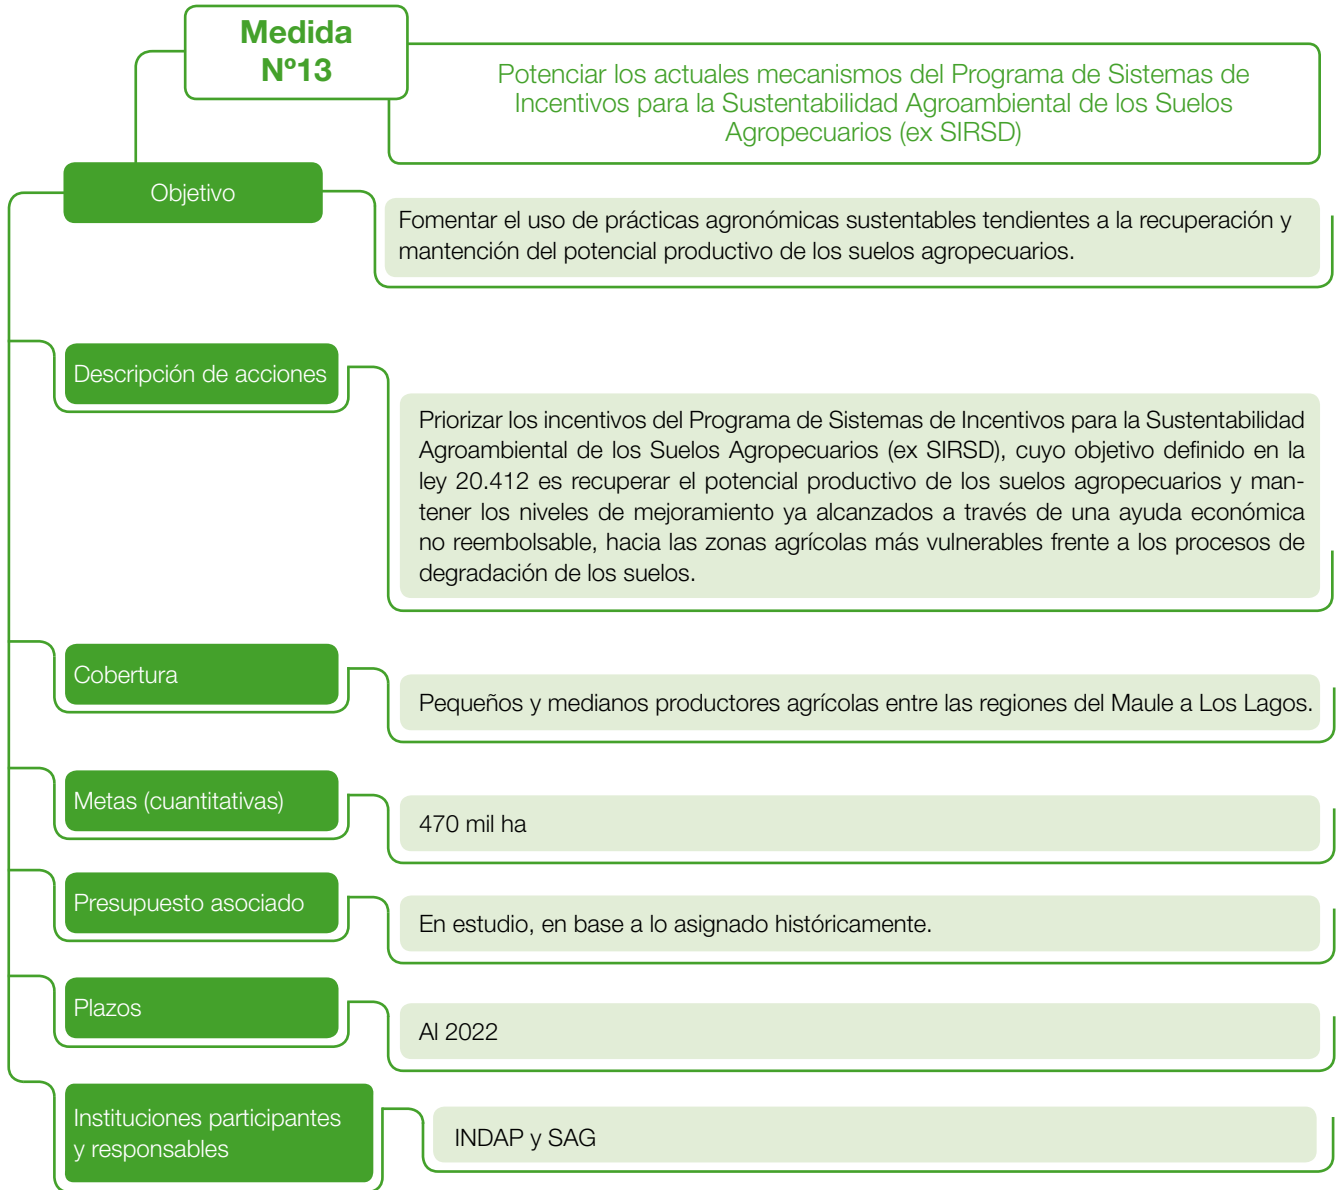 Medida
Nº13
Potenciar los actuales mecanismos del Programa de Sistemas de
Incentivos para la Sustentabilidad Agroambiental de los Suelos
Agropecuarios (ex SIRSD)
Objetivo
Fomentar el uso de prácticas agronómicas sustentables tendientes a la recuperación y
mantención del potencial productivo de los suelos agropecuarios.
Descripción de acciones
Priorizar los incentivos del Programa de Sistemas de Incentivos para la Sustentabilidad
Agroambiental de los Suelos Agropecuarios (ex SIRSD), cuyo objetivo definido en la
ley 20.412 es recuperar el potencial productivo de los suelos agropecuarios y man-
tener los niveles de mejoramiento ya alcanzados a través de una ayuda económica
no reembolsable, hacia las zonas agrícolas más vulnerables frente a los procesos de
degradación de los suelos.
Cobertura
Pequeños y medianos productores agrícolas entre las regiones del Maule a Los Lagos.
Metas (cuantitativas)
470 mil ha
Presupuesto asociado
En estudio, en base a lo asignado históricamente.
Plazos
Al 2022
Instituciones participantes
y responsables
INDAP y SAG